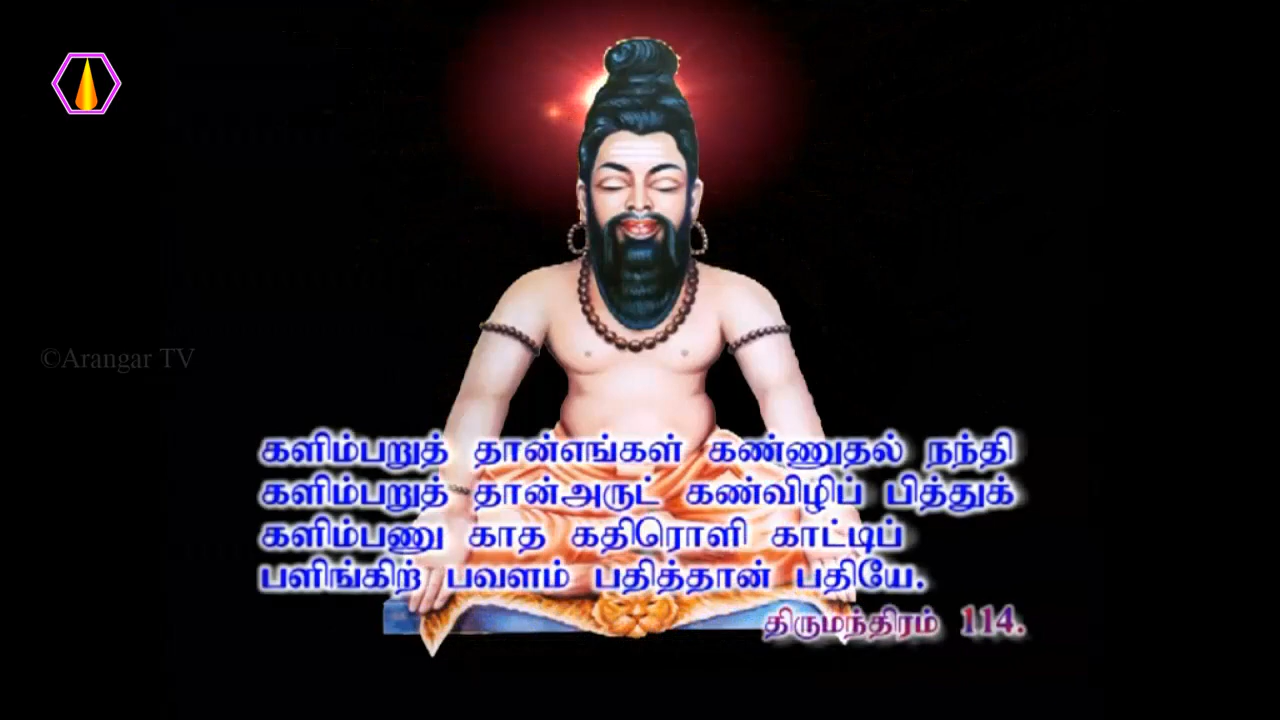 ©Arangar TV
களிம்பறுத் தான்எங்கள் கண்ணுதல் நந்தி
களிம்பறுத் தான்அருட் கண்விழிப் பித்துக்
களிம்பணு காத கதிரொளி காட்டிப்
பளிங்கிற் பவளம் பதித்தான் பதியே.
திருமந்திரம் 114.